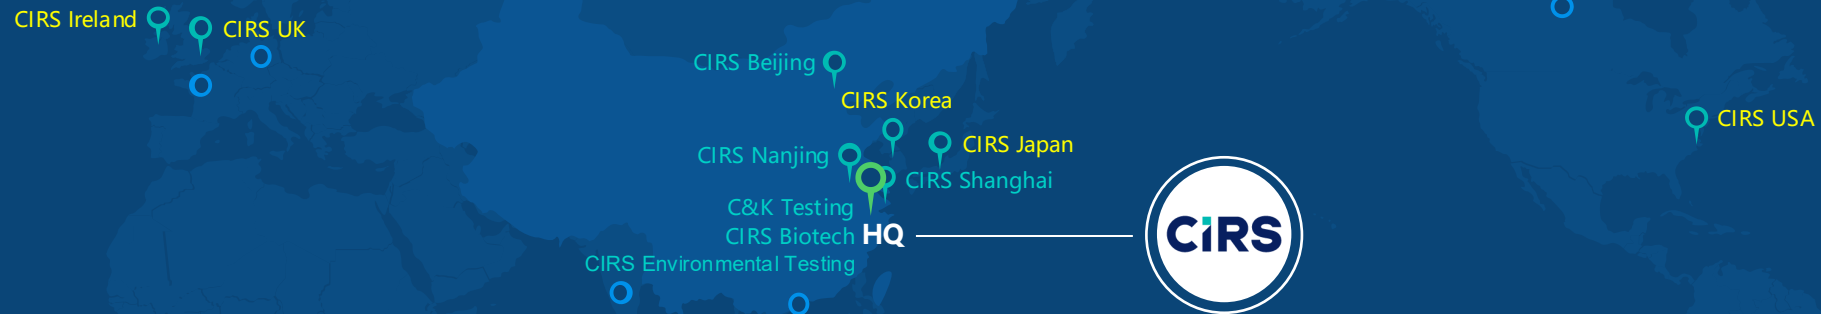 CIRS Ireland
CIRS UK
CIRS Beijing
CIRS Korea
CIRS USA
CIRS Japan
CIRS Nanjing
CIRS Shanghai
C&K Testing
CIRS Biotech HQ
CIRS
CIRS Environmental Testing